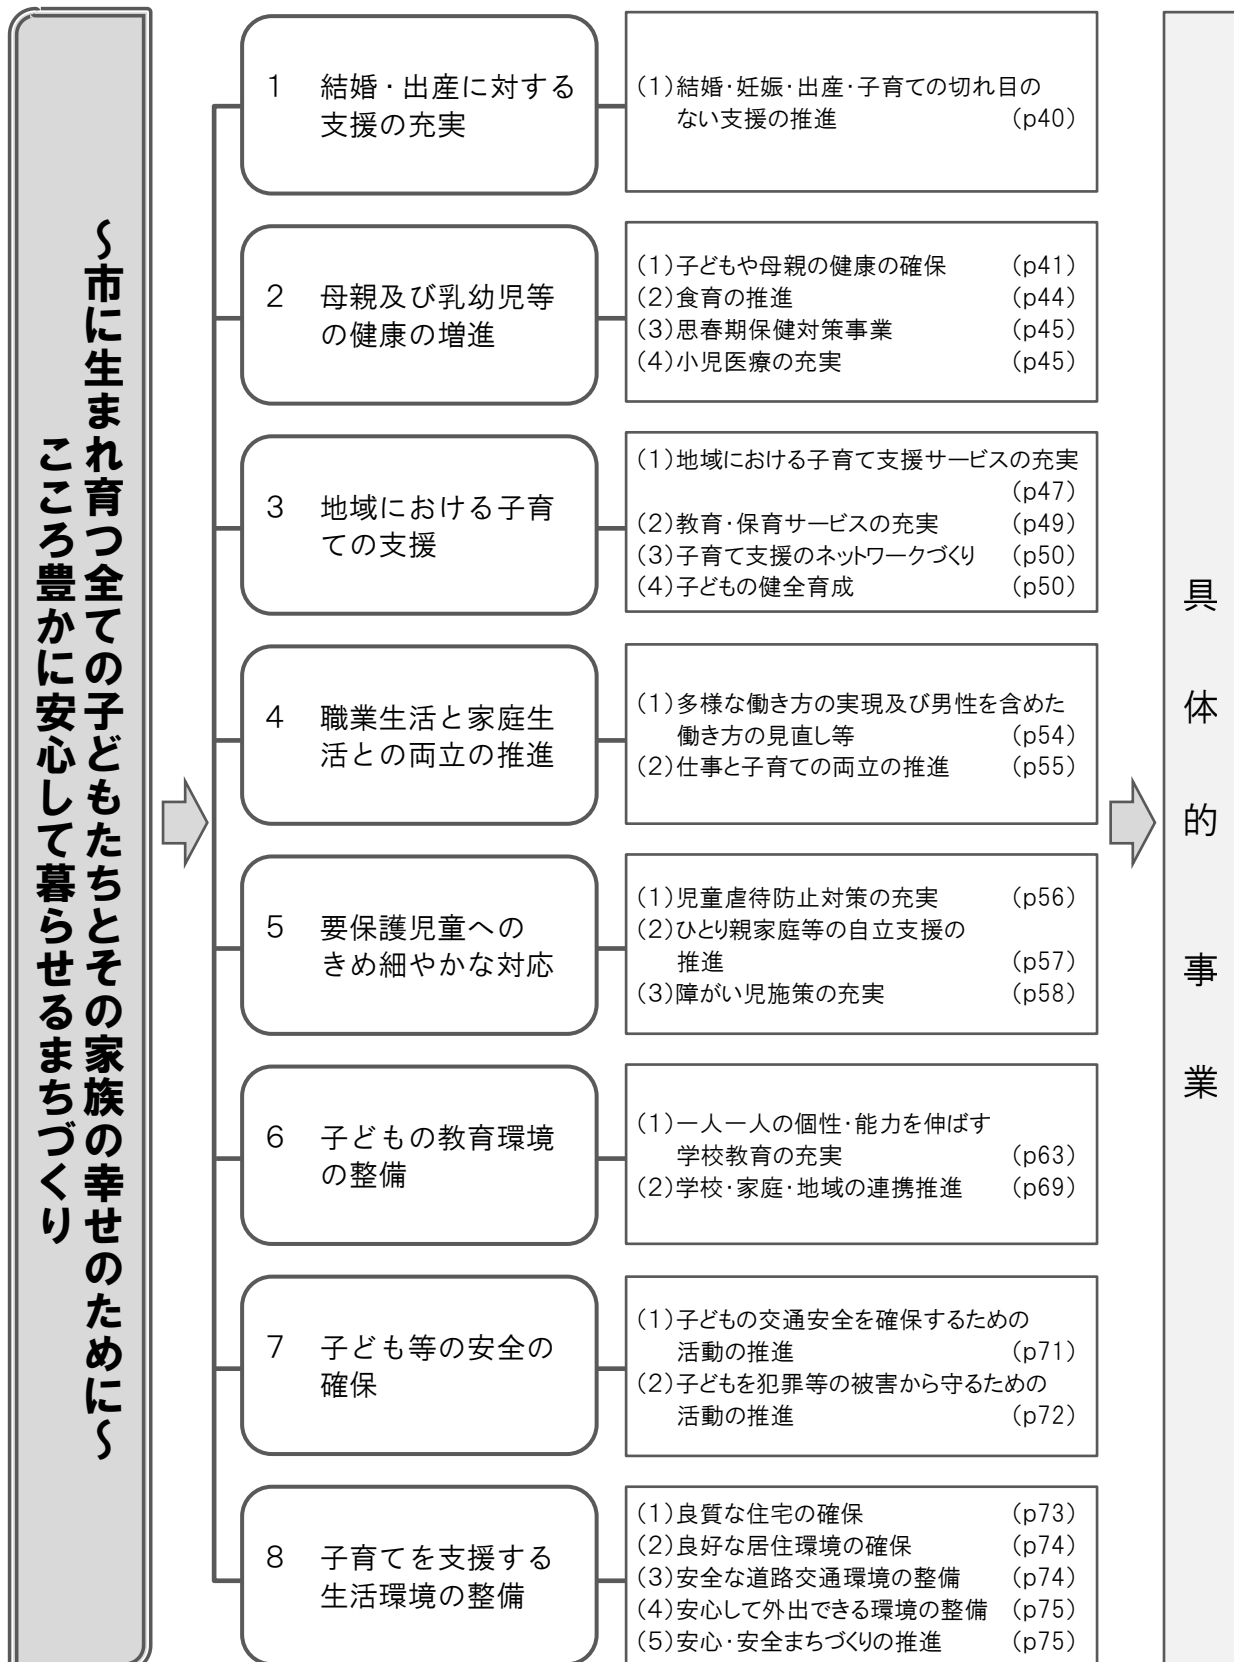 ～市に生まれ育つ全ての子どもたちとその家族の幸せのために～
こころ豊かに安心して暮らせるまちづくり
1 結婚・出産に対する
支援の充実
(1)結婚・妊娠・出産・子育ての切れ目の
ない支援の推進 (p40)
2 母親及び乳幼児等
の健康の増進
(1)子どもや母親の健康の確保 (p41)
(2)食育の推進 (p44)
(3)思春期保健対策事業 (p45)
(4)小児医療の充実 (p45)
3 地域における子育
ての支援
(1)地域における子育て支援サービスの充実
(p47)
(2)教育・保育サービスの充実 (p49)
(3)子育て支援のネットワークづくり (p50)
(4)子どもの健全育成 (p50)
4 職業生活と家庭生
活との両立の推進
(1)多様な働き方の実現及び男性を含めた
働き方の見直し等 (p54)
(2)仕事と子育ての両立の推進 (p55)
5 要保護児童への
きめ細やかな対応
(1)児童虐待防止対策の充実 (p56)
(2)ひとり親家庭等の自立支援の
推進 (p57)
(3)障がい児施策の充実 (p58)
6 子どもの教育環境
の整備
(1)一人一人の個性・能力を伸ばす
学校教育の充実 (p63)
(2)学校・家庭・地域の連携推進 (p69)
7 子ども等の安全の
確保
(1)子どもの交通安全を確保するための
活動の推進 (p71)
(2)子どもを犯罪等の被害から守るための
活動の推進 (p72)
8 子育てを支援する
生活環境の整備
(1)良質な住宅の確保 (p73)
(2)良好な居住環境の確保 (p74)
(3)安全な道路交通環境の整備 (p74)
(4)安心して外出できる環境の整備 (p75)
(5)安心・安全まちづくりの推進 (p75)
具体的事業